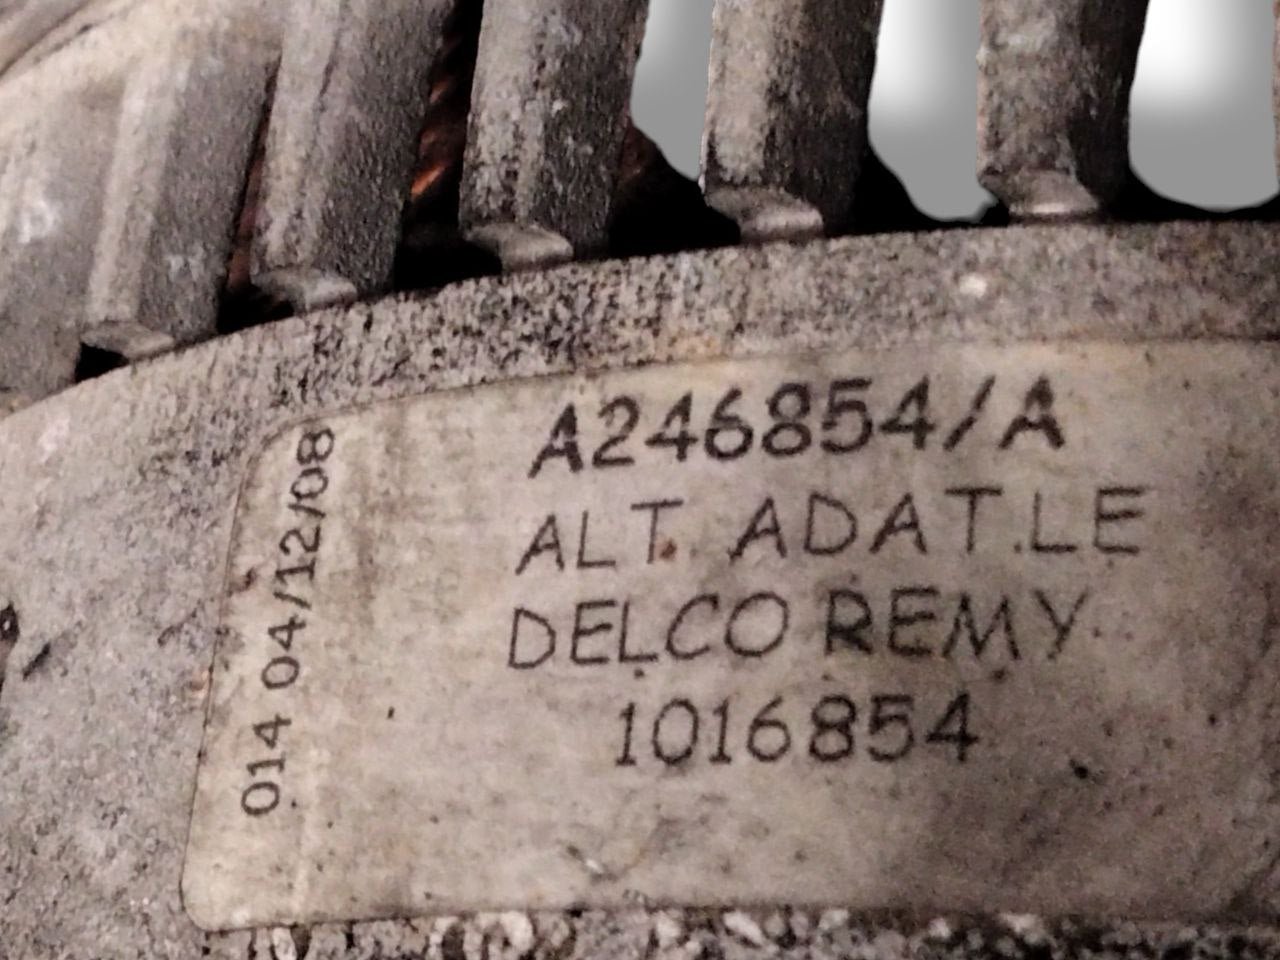 A246854/A
ALT. ADAT.LE
DELCO REMY
1016854
014 04/12/08